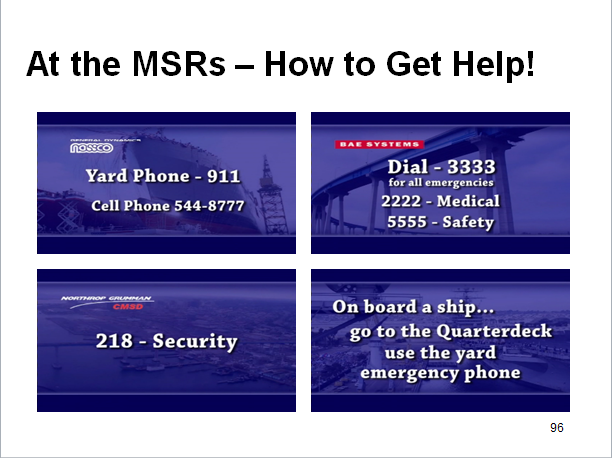 At the MSRs – How to Get Help!
GENERAL DYNAMICS
NASSCO
Yard Phone - 911
Cell Phone 544-8777
BAE SYSTEMS
Dial - 3333
for all emergencies
2222 - Medical
5555 - Safety
NORTHROP GRUMMAN
CMSD
218 - Security
On board a ship...
go to the Quarterdeck
use the yard
emergency phone
96